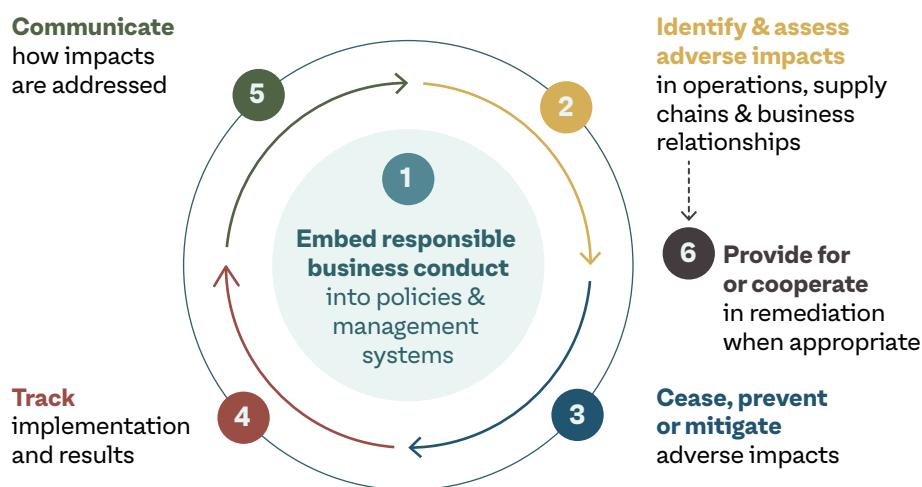 Communicate
how impacts
are addressed
5
Identify & assess
adverse impacts
in operations, supply
chains & business
relationships
2
1
Embed responsible
business conduct
into policies &
management
systems
6
Provide for
or cooperate
in remediation
when appropriate
Track
implementation
and results
4
3
Cease, prevent
or mitigate
adverse impacts